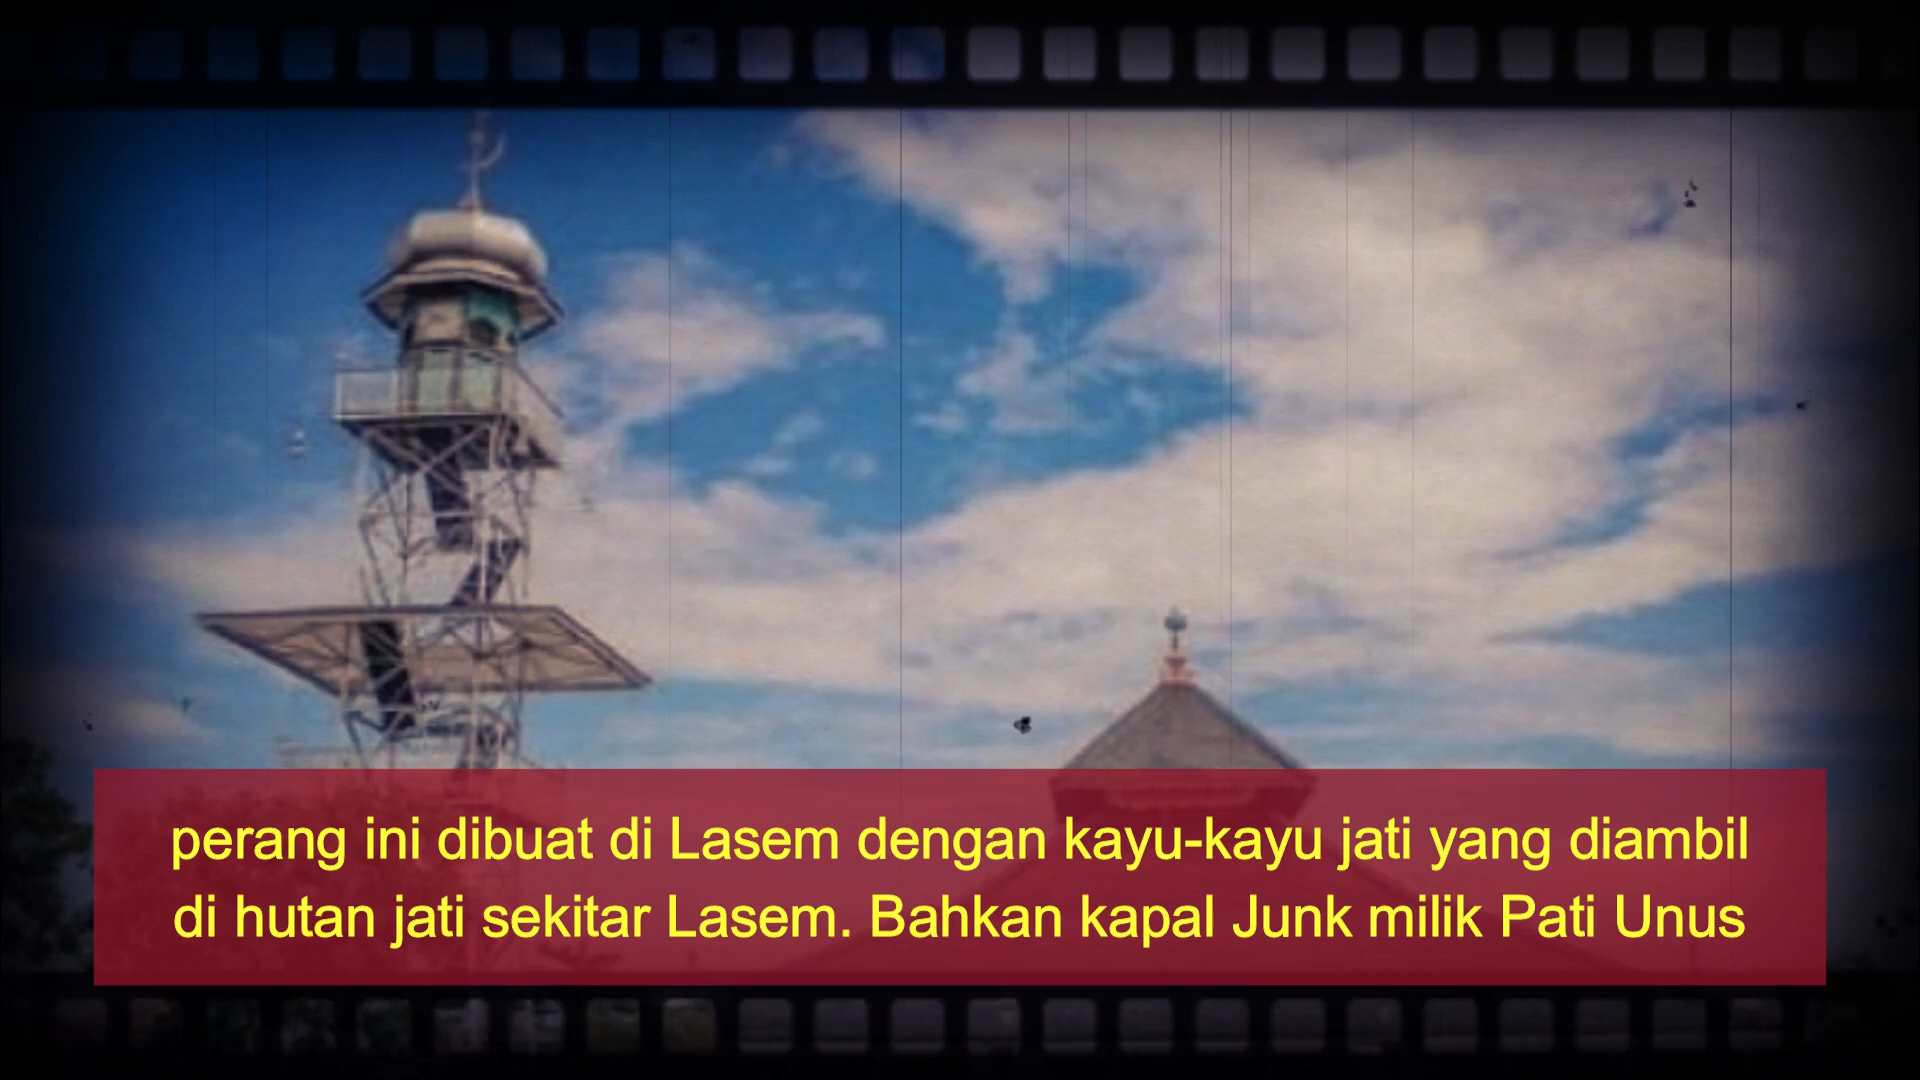 perang ini dibuat di Lasem dengan kayu-kayu jati yang diambil
di hutan jati sekitar Lasem. Bahkan kapal Junk milik Pati Unus